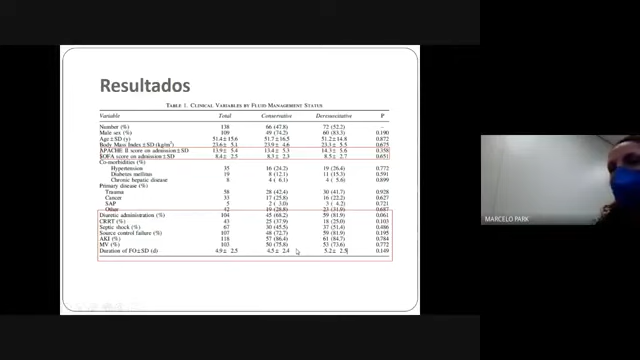 Resultados
TABLE 1. CLINICAL VARIABLES BY FLUID MANAGEMENT STATUS
Variable Total Conservative Deresuscitative P
Number (%) 138 66 (47.8) 72 (52.2) –
Male sex (%) 109 49 (74.2) 60 (83.3) 0.190
Age±SD (y) 51.4± 15.6 51.7± 16.5 51.2± 14.8 0.872
Body Mass Index±SD (kg/m²) 23.6± 5.1 23.9± 4.6 23.3± 5.5 0.675
APACHE II score on admission±SD 13.9± 5.4 13.4± 5.3 14.3± 5.6 0.358
SOFA score on admission±SD 8.4± 2.5 8.3± 2.3 8.5± 2.7 0.651
Co-morbidities (%)
Hypertension 35 16 (24.2) 19 (26.4) 0.772
Diabetes mellitus 19 8 (12.1) 11 (15.3) 0.591
Chronic hepatic disease 8 4 ( 6.1) 4 ( 5.6) 0.899
Primary disease (%)
Trauma 58 28 (42.4) 30 (41.7) 0.928
Cancer 33 17 (25.8) 16 (22.2) 0.627
SAP 5 2 ( 3.0) 3 ( 4.2) 0.721
Other 42 19 (28.8) 23 (31.9) 0.687
Diuretic administration (%) 104 45 (68.2) 59 (81.9) 0.061
CRRT (%) 43 25 (37.9) 18 (25.0) 0.103
Septic shock (%) 67 30 (45.5) 37 (51.4) 0.486
Source control failure (%) 107 48 (72.7) 59 (81.9) 0.195
AKI (%) 118 57 (86.4) 61 (84.7) 0.784
MV (%) 103 50 (75.8) 53 (73.6) 0.772
Duration of FO±SD (d) 4.9± 2.5 4.5± 2.4 5.2± 2.5 0.149
MARCELO PARK